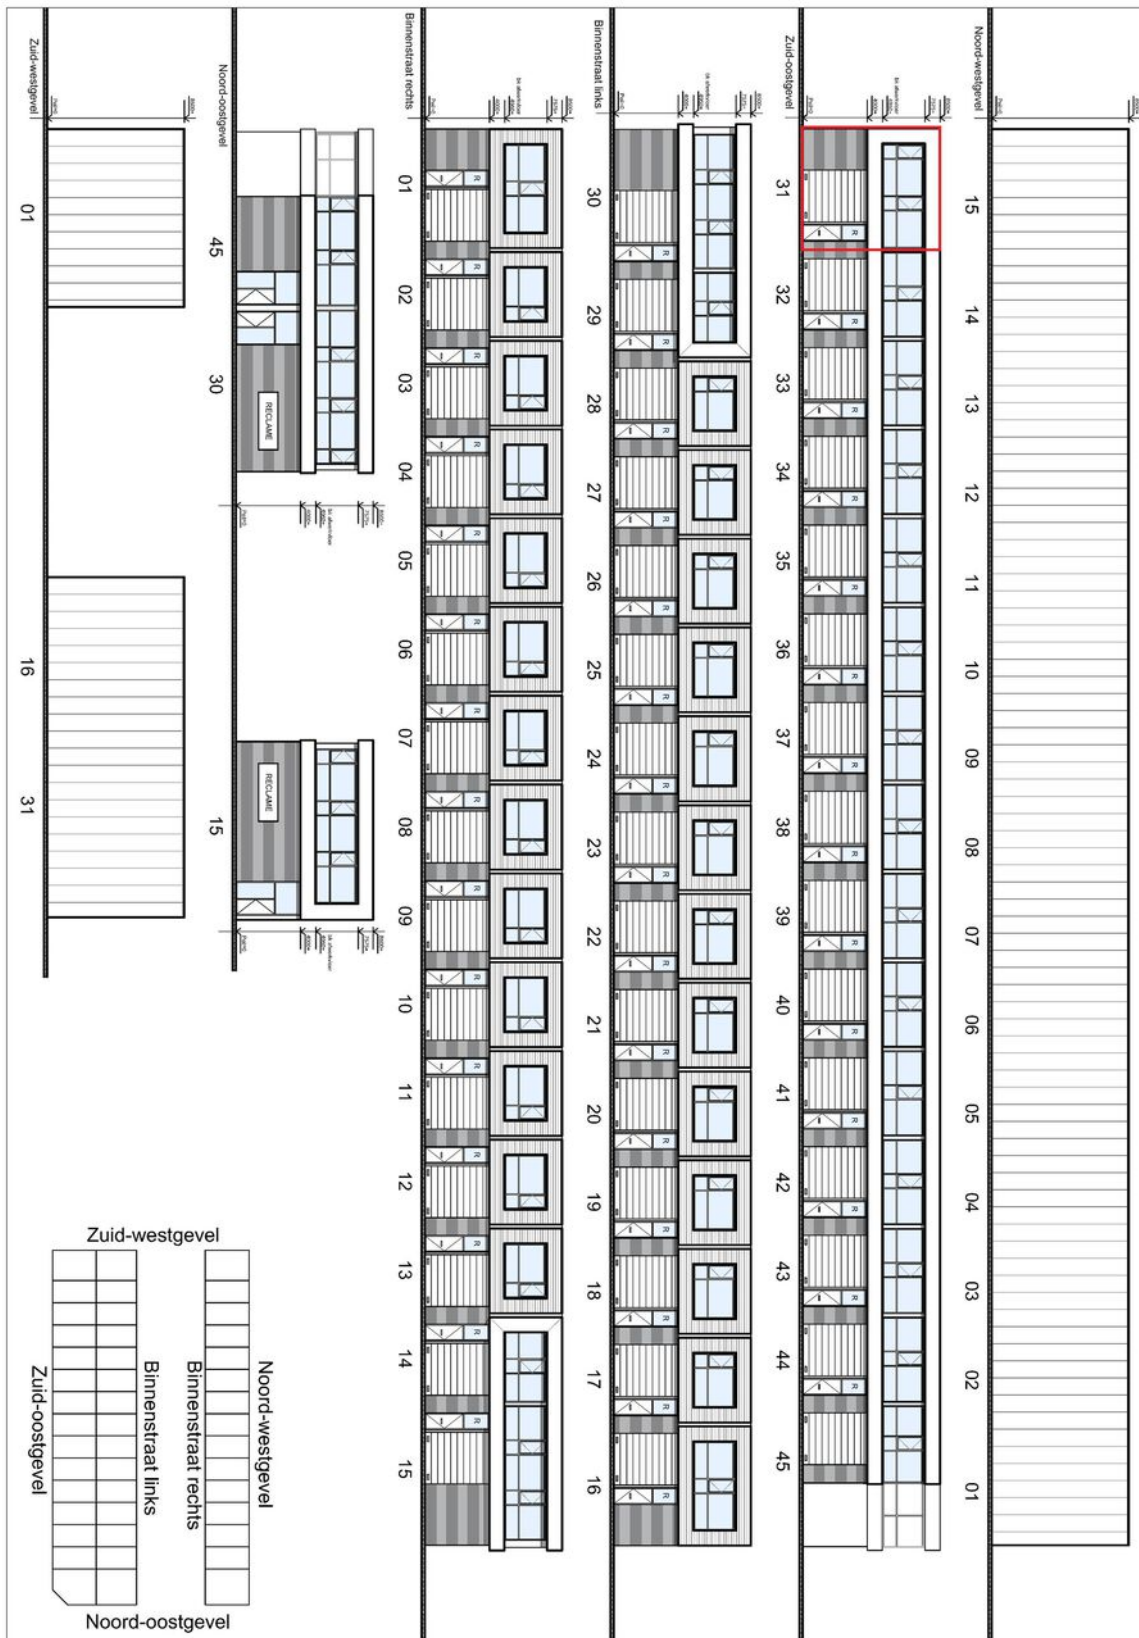 Noord-westgevel
15 14 13 12 11 10 09 08 07 06 05 04 03 02 01
Zuid-oostgevel
31 32 33 34 35 36 37 38 39 40 41 42 43 44 45
R R R R R R R R R R R R R R
Binnenstraat links
30 29 28 27 26 25 24 23 22 21 20 19 18 17 16
R R R R R R R R R R R R R R R
Binnenstraat rechts
01 02 03 04 05 06 07 08 09 10 11 12 13 14 15
R R R R R R R R R R R R R R R
Noord-oostgevel
45 30 15
RECLAME
RECLAME
Zuid-westgevel
01 16 31
Zuid-westgevel
Noord-westgevel
Binnenstraat rechts
Binnenstraat links
Zuid-oostgevel
Noord-oostgevel